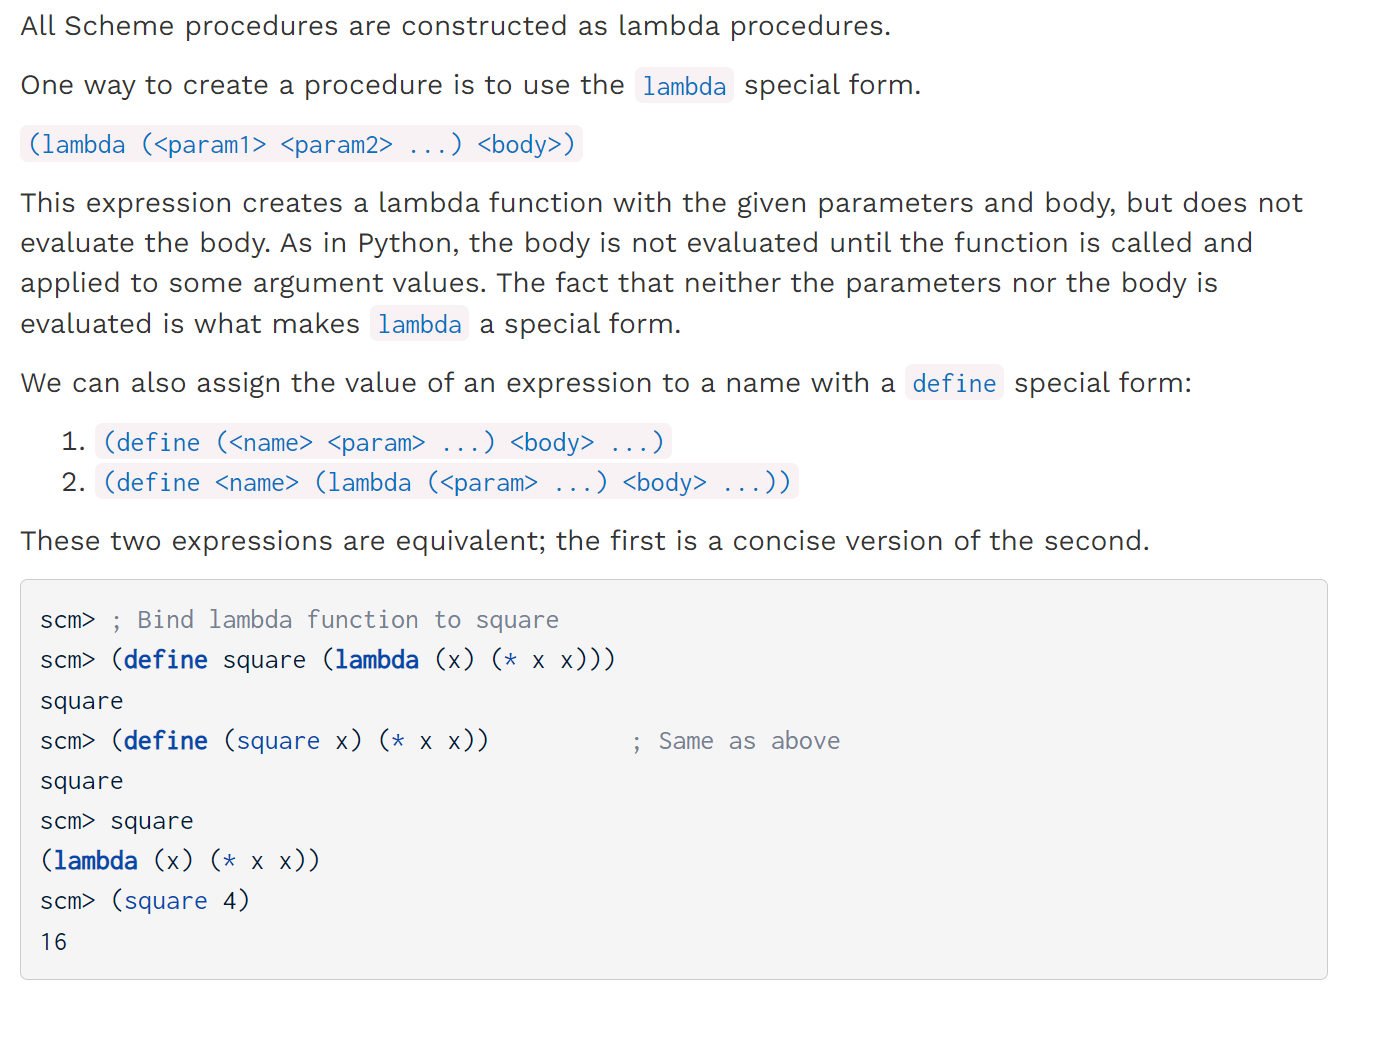 All Scheme procedures are constructed as lambda procedures.
One way to create a procedure is to use the lambda special form.
(lambda (<param1> <param2> ...) <body>)
This expression creates a lambda function with the given parameters and body, but does not
evaluate the body. As in Python, the body is not evaluated until the function is called and
applied to some argument values. The fact that neither the parameters nor the body is
evaluated is what makes lambda a special form.
We can also assign the value of an expression to a name with a define special form:
1. (define (<name> <param> ...) <body> ...)
2. (define <name> (lambda (<param> ...) <body> ...))
These two expressions are equivalent; the first is a concise version of the second.
scm> ; Bind lambda function to square
scm> (define square (lambda (x) (* x x)))
square
scm> (define (square x) (* x x))          ; Same as above
square
scm> square
(lambda (x) (* x x))
scm> (square 4)
16